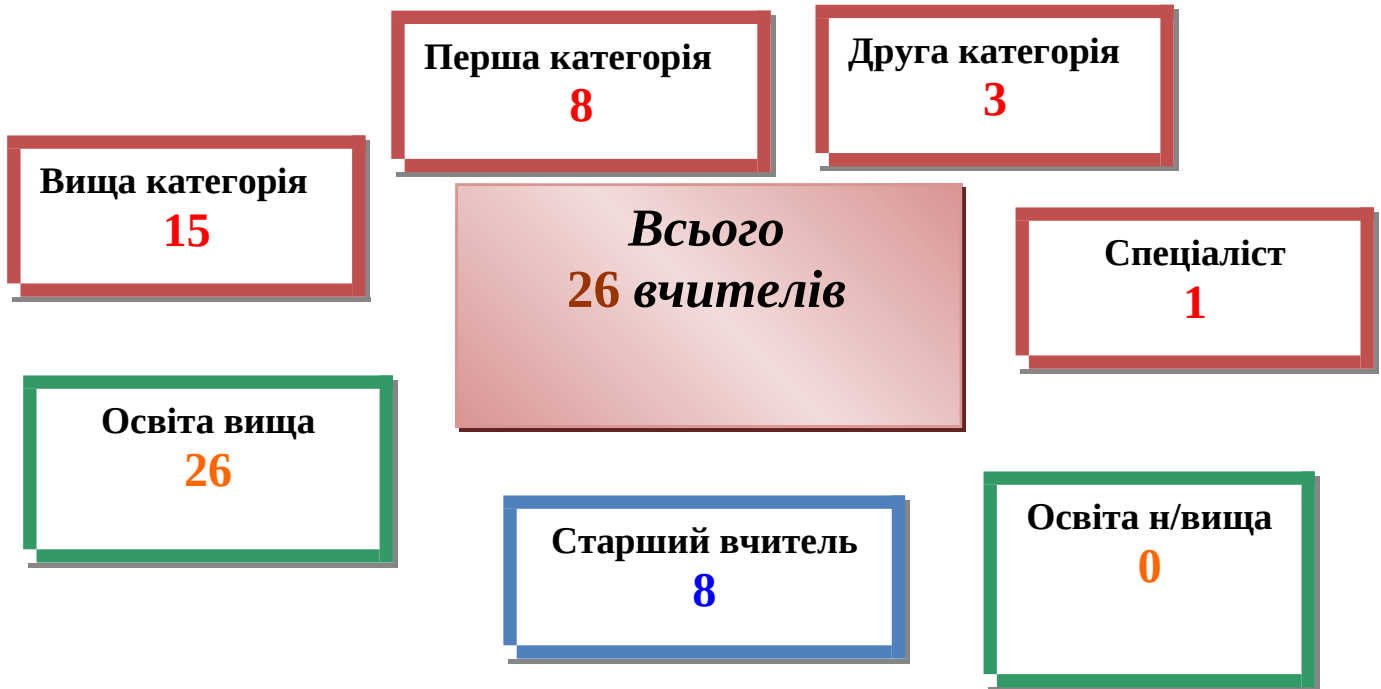 Перша категорія
8
Друга категорія
3
Вища категорія
15
Всього
26 вчителів
Спеціаліст
1
Освіта вища
26
Старший вчитель
8
Освіта н/вища
0